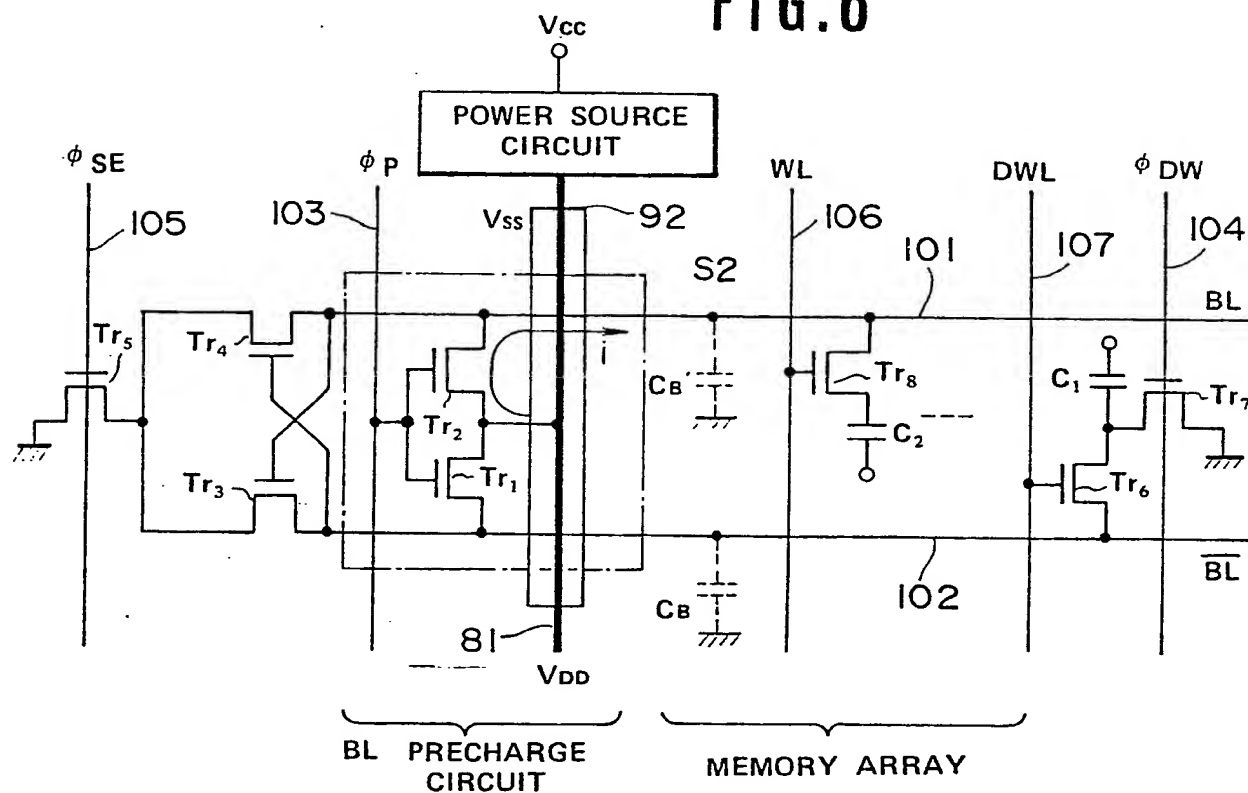 FIG.6
Vcc
POWER SOURCE
CIRCUIT
φSE
φP
WL
DWL
φDW
105
103
VSS
92
106
107
104
S2
101
BL
Tr5
Tr4
i
CB'
Tr8
C1
Tr7
Tr2
C2
Tr3
Tr1
Tr6
CB
102
BL
81
VDD
BL PRECHARGE
CIRCUIT
MEMORY ARRAY